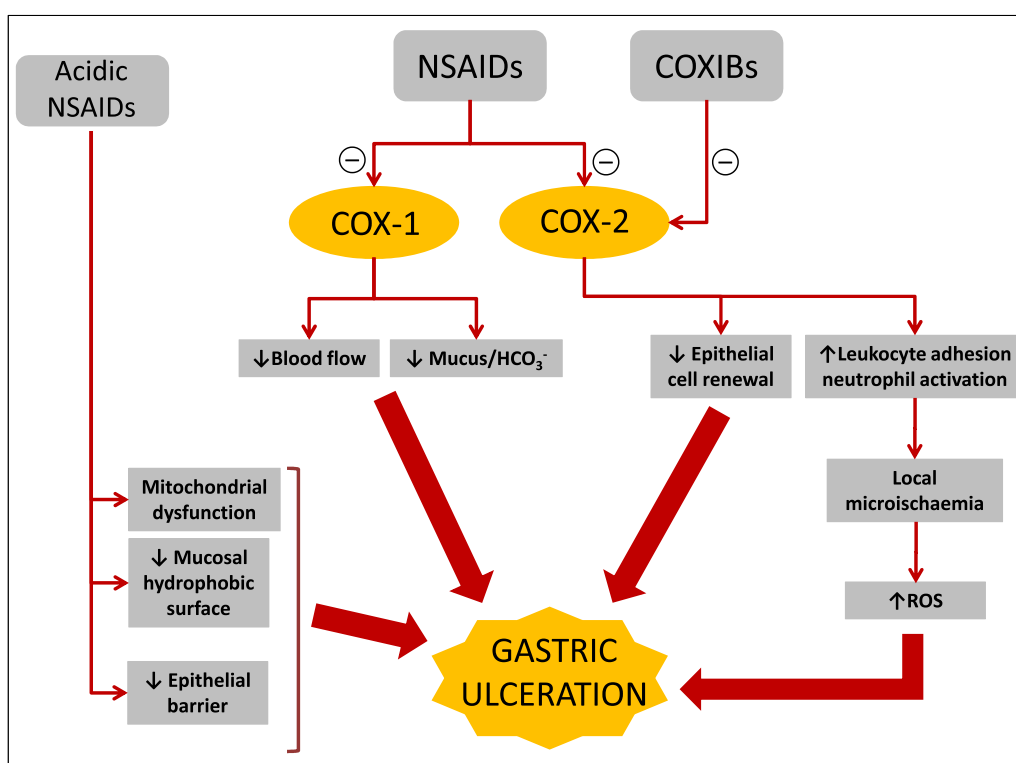 Acidic
NSAIDs
NSAIDs
COXIBs
−
−
−
COX-1
COX-2
↓Blood flow
↓ Mucus/HCO₃⁻
↓ Epithelial
cell renewal
↑Leukocyte adhesion
neutrophil activation
Mitochondrial
dysfunction
↓ Mucosal
hydrophobic
surface
↓ Epithelial
barrier
Local
microischaemia
↑ROS
GASTRIC
ULCERATION